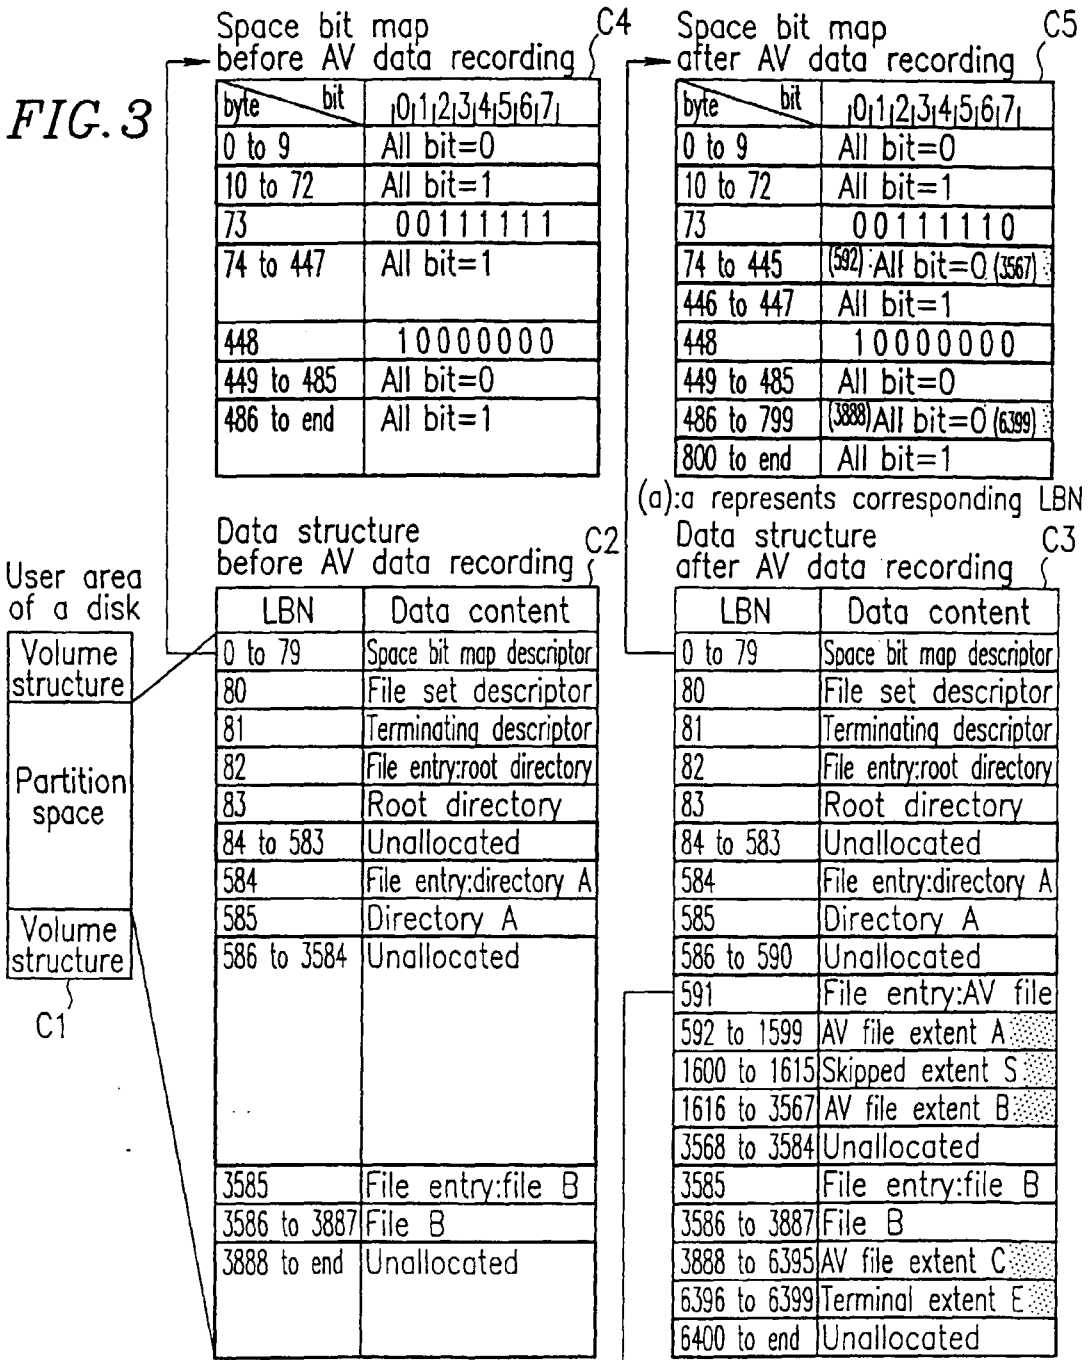 FIG. 3
Space bit map
before AV data recording
C4
byte bit |0|1|2|3|4|5|6|7|
0 to 9 All bit=0
10 to 72 All bit=1
73 00111111
74 to 447 All bit=1
448 10000000
449 to 485 All bit=0
486 to end All bit=1
Space bit map
after AV data recording
C5
byte bit |0|1|2|3|4|5|6|7|
0 to 9 All bit=0
10 to 72 All bit=1
73 00111110
74 to 445 (592) All bit=0 (3567)
446 to 447 All bit=1
448 10000000
449 to 485 All bit=0
486 to 799 (3888) All bit=0 (6399)
800 to end All bit=1
(a):a represents corresponding LBN
User area
of a disk
Volume
structure
Partition
space
Volume
structure
C1
Data structure
before AV data recording
C2
LBN Data content
0 to 79 Space bit map descriptor
80 File set descriptor
81 Terminating descriptor
82 File entry:root directory
83 Root directory
84 to 583 Unallocated
584 File entry:directory A
585 Directory A
586 to 3584 Unallocated
3585 File entry:file B
3586 to 3887 File B
3888 to end Unallocated
Data structure
after AV data recording
C3
LBN Data content
0 to 79 Space bit map descriptor
80 File set descriptor
81 Terminating descriptor
82 File entry:root directory
83 Root directory
84 to 583 Unallocated
584 File entry:directory A
585 Directory A
586 to 590 Unallocated
591 File entry:AV file
592 to 1599 AV file extent A
1600 to 1615 Skipped extent S
1616 to 3567 AV file extent B
3568 to 3584 Unallocated
3585 File entry:file B
3586 to 3887 File B
3888 to 6395 AV file extent C
6396 to 6399 Terminal extent E
6400 to end Unallocated